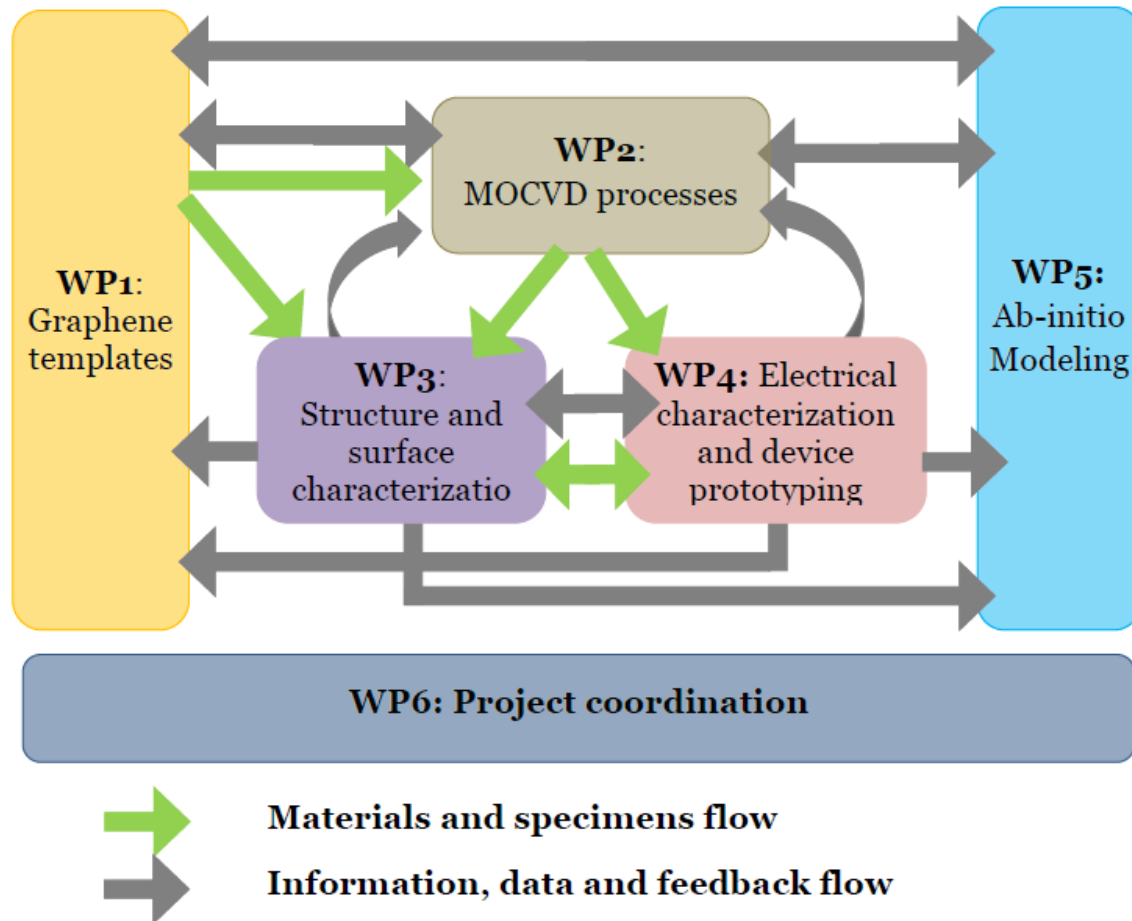 WP1:
Graphene
templates
WP2:
MOCVD processes
WP3:
Structure and
surface
characterizatio
WP4: Electrical
characterization
and device
prototyping
WP5:
Ab-initio
Modeling
WP6: Project coordination
Materials and specimens flow
Information, data and feedback flow